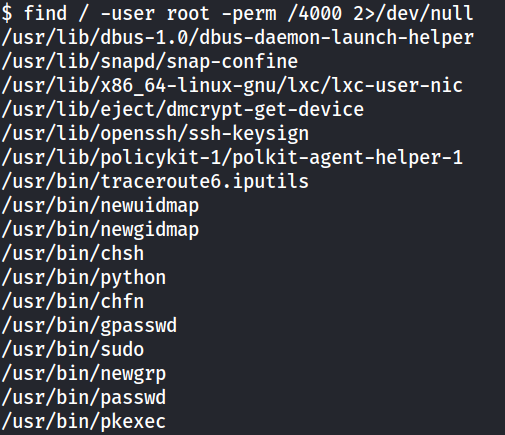 $ find / -user root -perm /4000 2>/dev/null
/usr/lib/dbus-1.0/dbus-daemon-launch-helper
/usr/lib/snapd/snap-confine
/usr/lib/x86_64-linux-gnu/lxc/lxc-user-nic
/usr/lib/eject/dmcrypt-get-device
/usr/lib/openssh/ssh-keysign
/usr/lib/policykit-1/polkit-agent-helper-1
/usr/bin/traceroute6.iputils
/usr/bin/newuidmap
/usr/bin/newgidmap
/usr/bin/chsh
/usr/bin/python
/usr/bin/chfn
/usr/bin/gpasswd
/usr/bin/sudo
/usr/bin/newgrp
/usr/bin/passwd
/usr/bin/pkexec